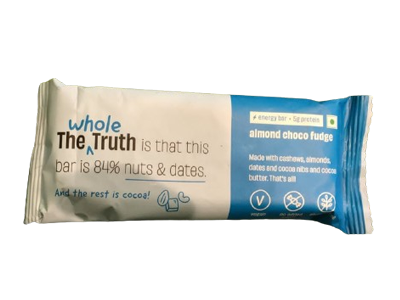 whole
The Truth is that this
bar is 84% nuts & dates.
And the rest is cocoa!
energy bar • 5g protein
almond choco fudge
Made with cashews, almonds,
dates and cocoa nibs and cocoa
butter. That's all!
V